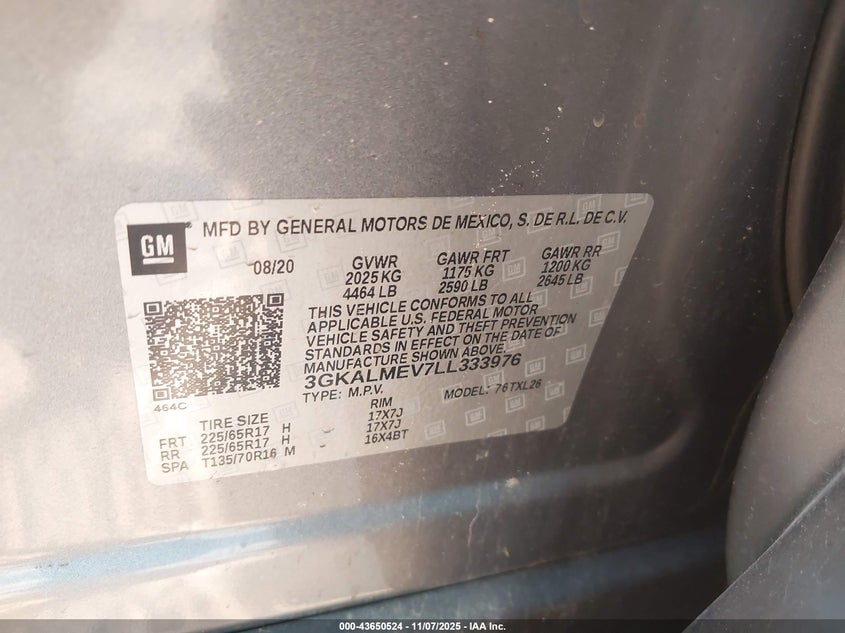 GM
MFD BY GENERAL MOTORS DE MEXICO, S. DE R.L. DE C.V.
08/20
GVWR
2025 KG
4464 LB
GAWR FRT
1175 KG
2590 LB
GAWR RR
1200 KG
2645 LB
THIS VEHICLE CONFORMS TO ALL
APPLICABLE U.S. FEDERAL MOTOR
VEHICLE SAFETY AND THEFT PREVENTION
STANDARDS IN EFFECT ON THE DATE OF
MANUFACTURE SHOWN ABOVE.
3GKALMEV7LL333976
TYPE: M.P.V. MODEL: 76TXL26
464C
TIRE SIZE RIM
FRT 225/65R17 H 17X7J
RR 225/65R17 H 17X7J
SPA T135/70R16 M 16X4BT
000-43650524 | 11/07/2025 | IAA Inc.